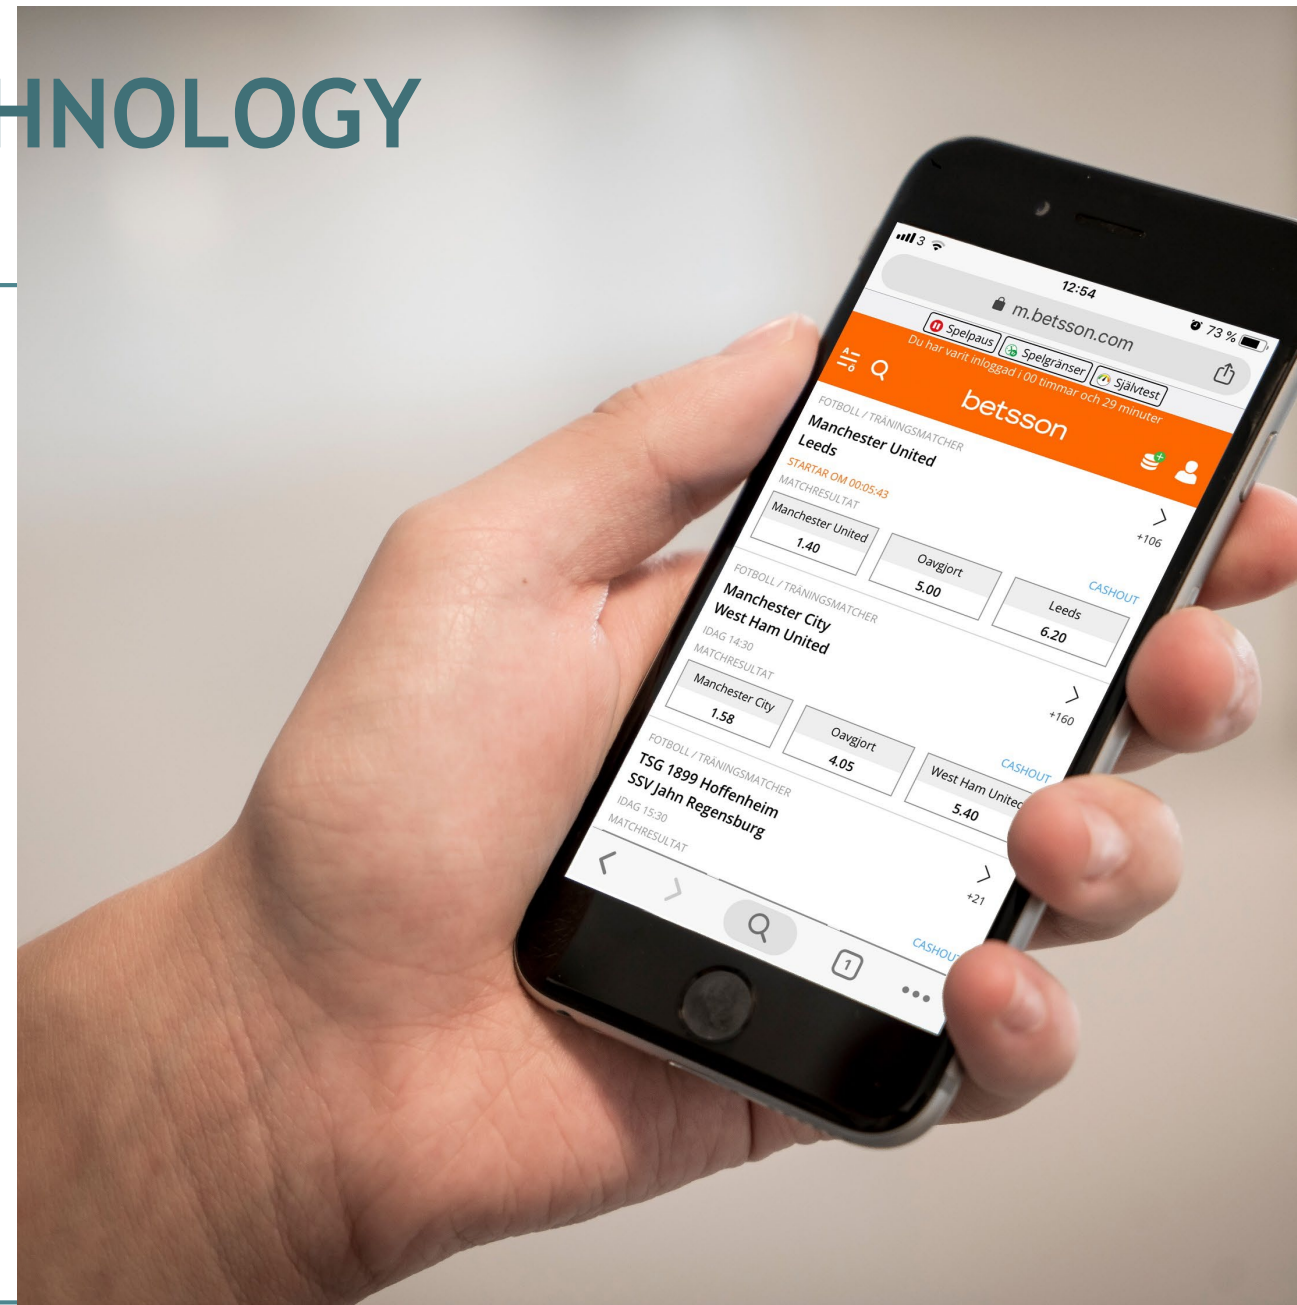 HNOLOGY
3
12:54
73 %
m.betsson.com
Spelpaus Spelgränser Självtest
Du har varit inloggad i 00 timmar och 29 minuter
betsson
FOTBOLL / TRÄNINGSMATCHER
Manchester United
Leeds
STARTAR OM 00:05:43
+106
MATCHRESULTAT
CASHOUT
Manchester United Oavgjort Leeds
1.40 5.00 6.20
FOTBOLL / TRÄNINGSMATCHER
Manchester City
West Ham United
IDAG 14:30
+160
MATCHRESULTAT
CASHOUT
Manchester City Oavgjort West Ham United
1.58 4.05 5.40
FOTBOLL / TRÄNINGSMATCHER
TSG 1899 Hoffenheim
SSV Jahn Regensburg
IDAG 15:30
+21
MATCHRESULTAT
CASHOUT
1